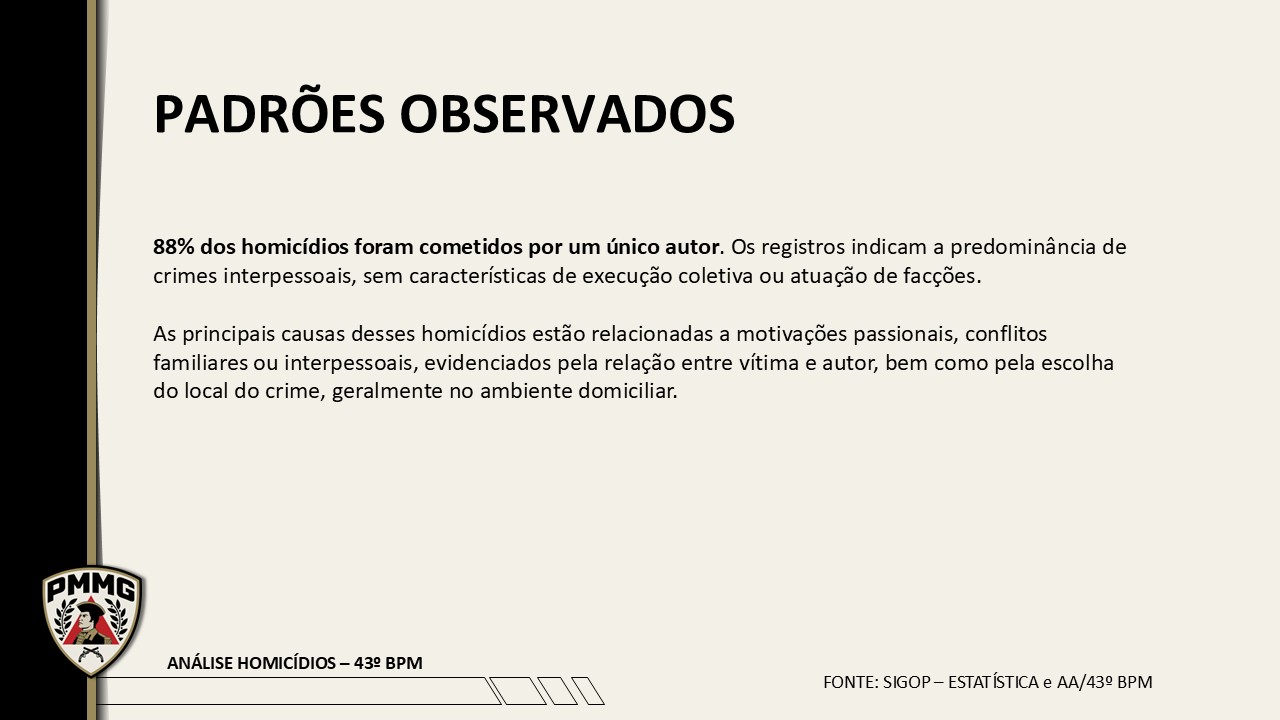 PADRÕES OBSERVADOS
88% dos homicídios foram cometidos por um único autor. Os registros indicam a predominância de
crimes interpessoais, sem características de execução coletiva ou atuação de facções.
As principais causas desses homicídios estão relacionadas a motivações passionais, conflitos
familiares ou interpessoais, evidenciados pela relação entre vítima e autor, bem como pela escolha
do local do crime, geralmente no ambiente domiciliar.
PMMG
ANÁLISE HOMICÍDIOS – 43º BPM
FONTE: SIGOP – ESTATÍSTICA e AA/43º BPM